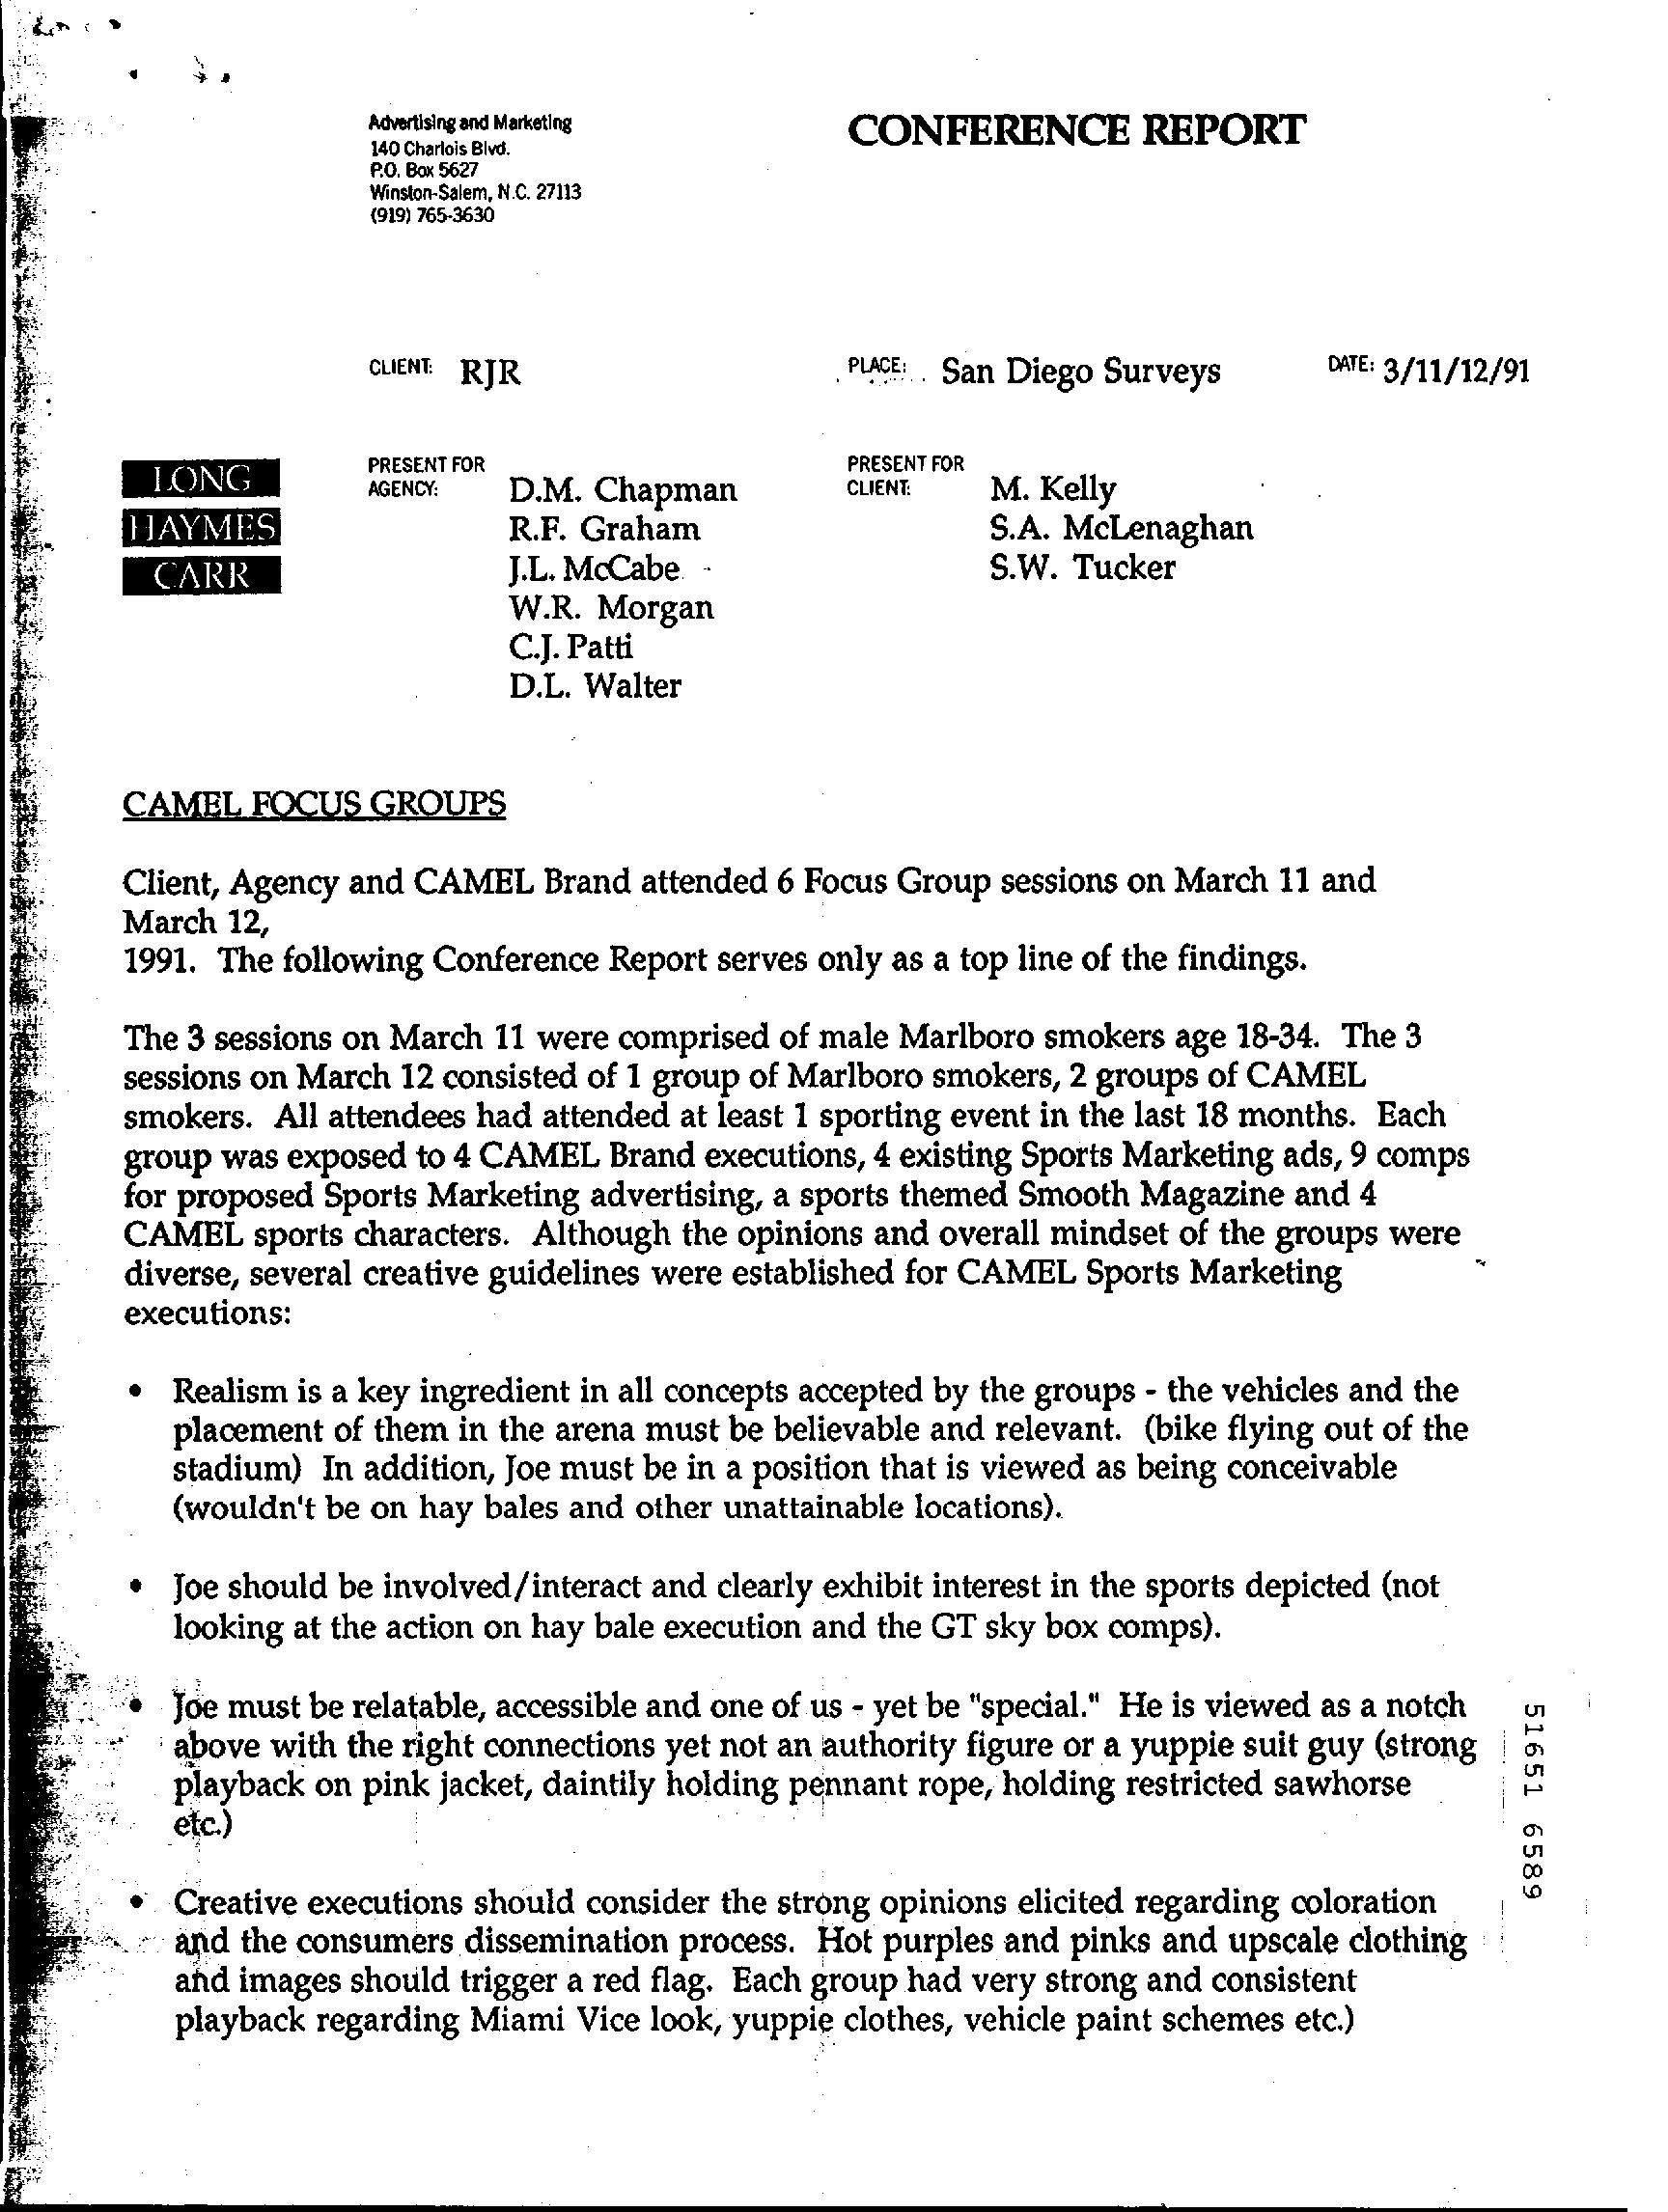 Advertising and Marketing
140 Charlois Blvd.
P.O. Box 5627
Winston-Salem, N.C. 27113
(919) 765-3630
CONFERENCE REPORT
CLIENT: RJR
PLACE: San Diego Surveys
DATE: 3/11/12/91
LONG
HAYMES
CARR
PRESENT FOR
AGENCY: D.M. Chapman
R.F. Graham
J.L. McCabe
W.R. Morgan
C.J. Patti
D.L. Walter
PRESENT FOR
CLIENT: M. Kelly
S.A. McLenaghan
S.W. Tucker
CAMEL FOCUS GROUPS
Client, Agency and CAMEL Brand attended 6 Focus Group sessions on March 11 and
March 12,
1991. The following Conference Report serves only as a top line of the findings.
The 3 sessions on March 11 were comprised of male Marlboro smokers age 18-34. The 3
sessions on March 12 consisted of 1 group of Marlboro smokers, 2 groups of CAMEL
smokers. All attendees had attended at least 1 sporting event in the last 18 months. Each
group was exposed to 4 CAMEL Brand executions, 4 existing Sports Marketing ads, 9 comps
for proposed Sports Marketing advertising, a sports themed Smooth Magazine and 4
CAMEL sports characters. Although the opinions and overall mindset of the groups were
diverse, several creative guidelines were established for CAMEL Sports Marketing
executions:
• Realism is a key ingredient in all concepts accepted by the groups - the vehicles and the
placement of them in the arena must be believable and relevant. (bike flying out of the
stadium) In addition, Joe must be in a position that is viewed as being conceivable
(wouldn't be on hay bales and other unattainable locations).
• Joe should be involved/interact and clearly exhibit interest in the sports depicted (not
looking at the action on hay bale execution and the GT sky box comps).
• Joe must be relatable, accessible and one of us - yet be "special." He is viewed as a notch
above with the right connections yet not an authority figure or a yuppie suit guy (strong
playback on pink jacket, daintily holding pennant rope, holding restricted sawhorse
etc.)
• Creative executions should consider the strong opinions elicited regarding coloration
and the consumers dissemination process. Hot purples and pinks and upscale clothing
and images should trigger a red flag. Each group had very strong and consistent
playback regarding Miami Vice look, yuppie clothes, vehicle paint schemes etc.)
51651 6589